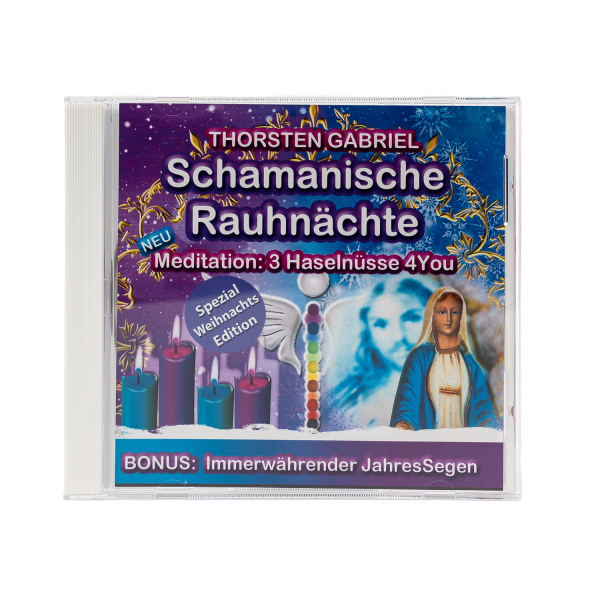 THORSTEN GABRIEL
Schamanische
Rauhnächte
NEU
Meditation: 3 Haselnüsse 4You
Spezial
Weihnachts
Edition
BONUS: Immerwährender JahresSegen